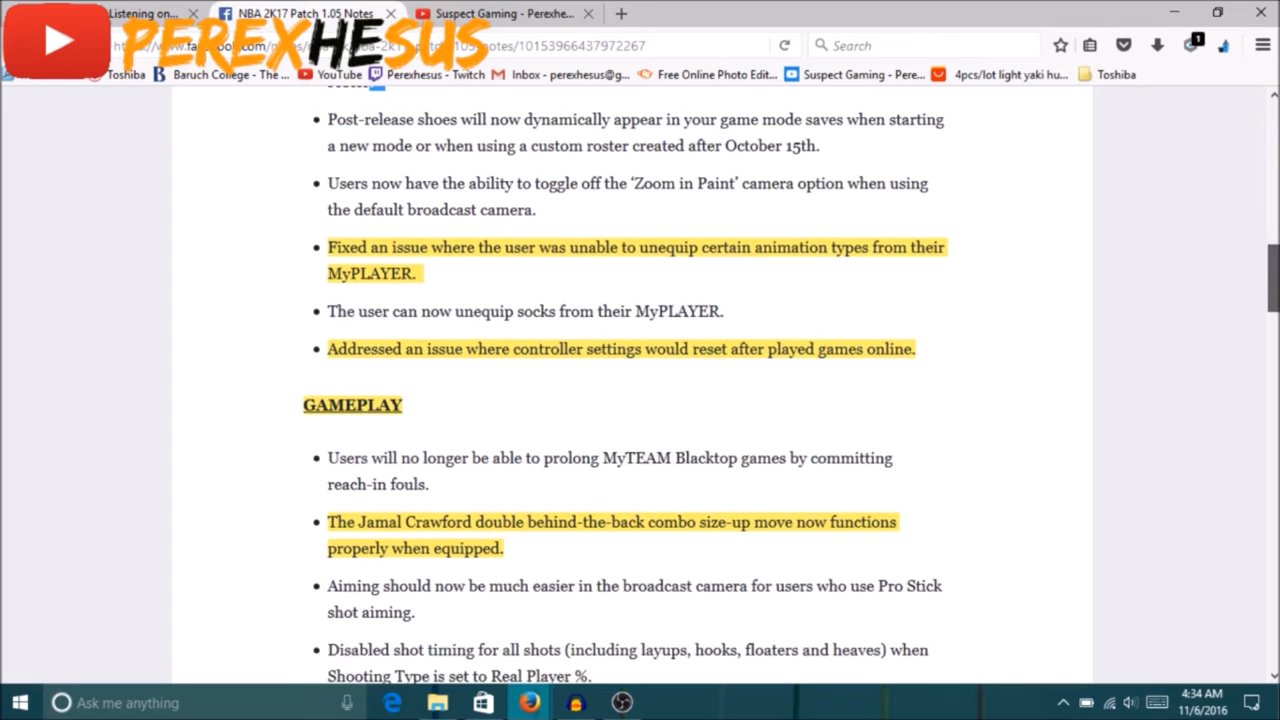 Listening on...
NBA 2K17 Patch 1.05 Notes
Suspect Gaming - Perexhe...
PEREXHESUS
notes/10153966437972267
Search
1
Toshiba
Baruch College - The ...
YouTube
Perexhesus - Twitch
Inbox - perexhesus@g...
Free Online Photo Edit...
Suspect Gaming - Pere...
4pcs/lot light yaki hu...
Toshiba
Post-release shoes will now dynamically appear in your game mode saves when starting
a new mode or when using a custom roster created after October 15th.
Users now have the ability to toggle off the ‘Zoom in Paint’ camera option when using
the default broadcast camera.
Fixed an issue where the user was unable to unequip certain animation types from their
MyPLAYER.
The user can now unequip socks from their MyPLAYER.
Addressed an issue where controller settings would reset after played games online.
GAMEPLAY
Users will no longer be able to prolong MyTEAM Blacktop games by committing
reach-in fouls.
The Jamal Crawford double behind-the-back combo size-up move now functions
properly when equipped.
Aiming should now be much easier in the broadcast camera for users who use Pro Stick
shot aiming.
Disabled shot timing for all shots (including layups, hooks, floaters and heaves) when
Shooting Type is set to Real Player %.
Ask me anything
4:34 AM
11/6/2016